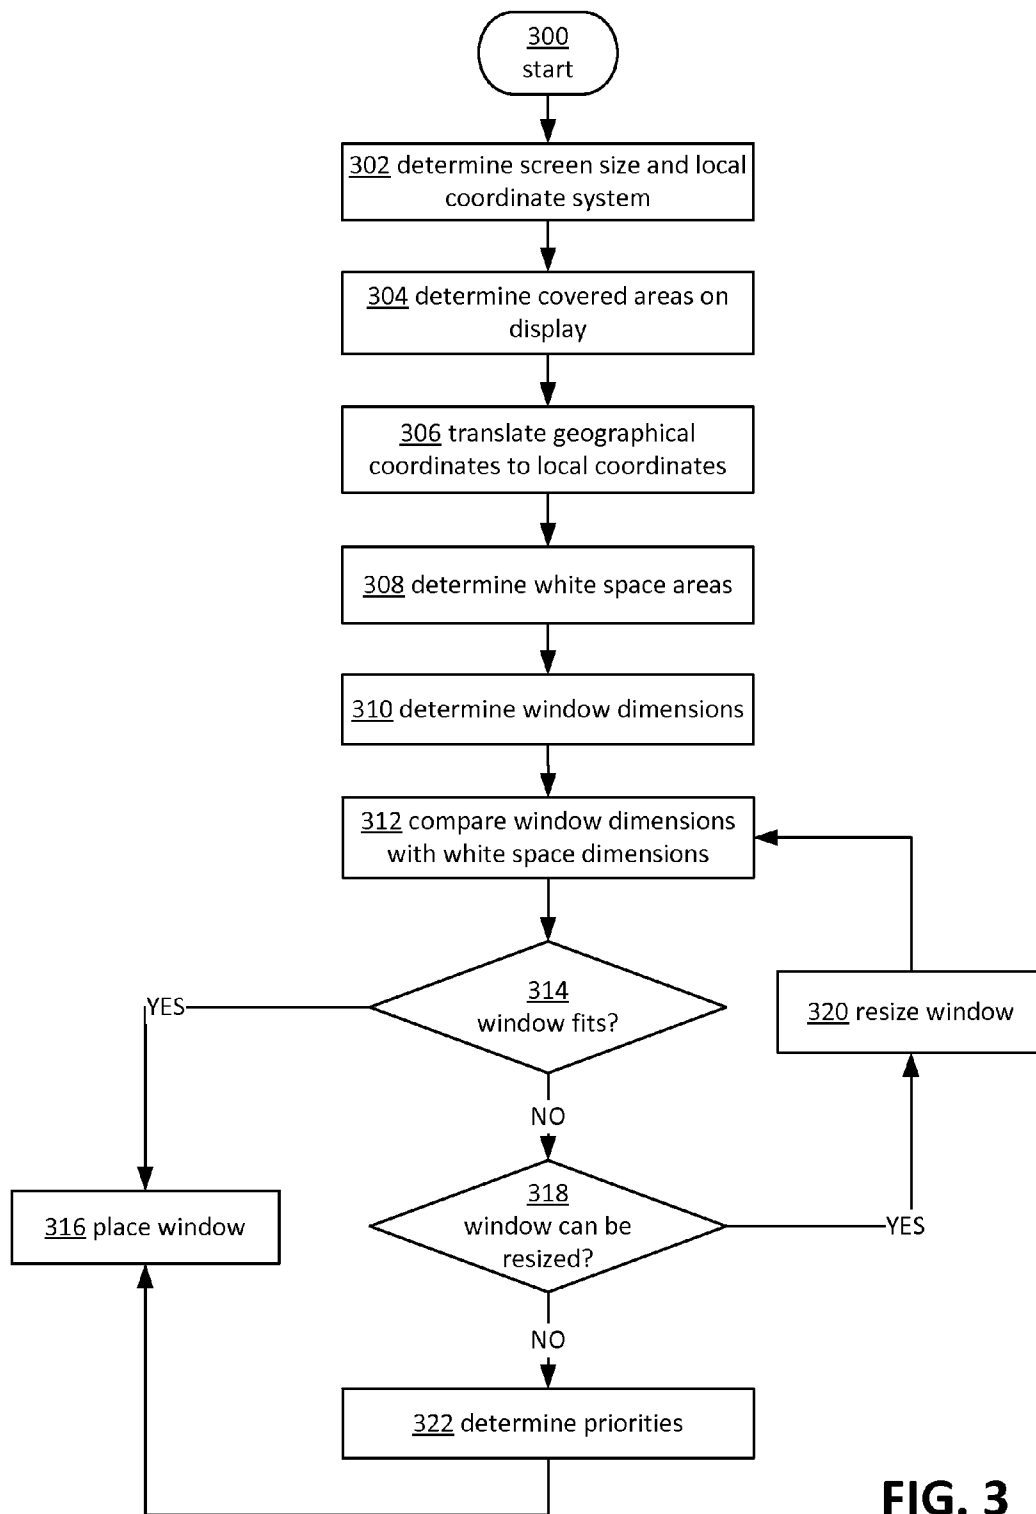 300
start
302 determine screen size and local
coordinate system
304 determine covered areas on
display
306 translate geographical
coordinates to local coordinates
308 determine white space areas
310 determine window dimensions
312 compare window dimensions
with white space dimensions
314
window fits?
YES
320 resize window
NO
318
window can be
resized?
YES
316 place window
NO
322 determine priorities
FIG. 3